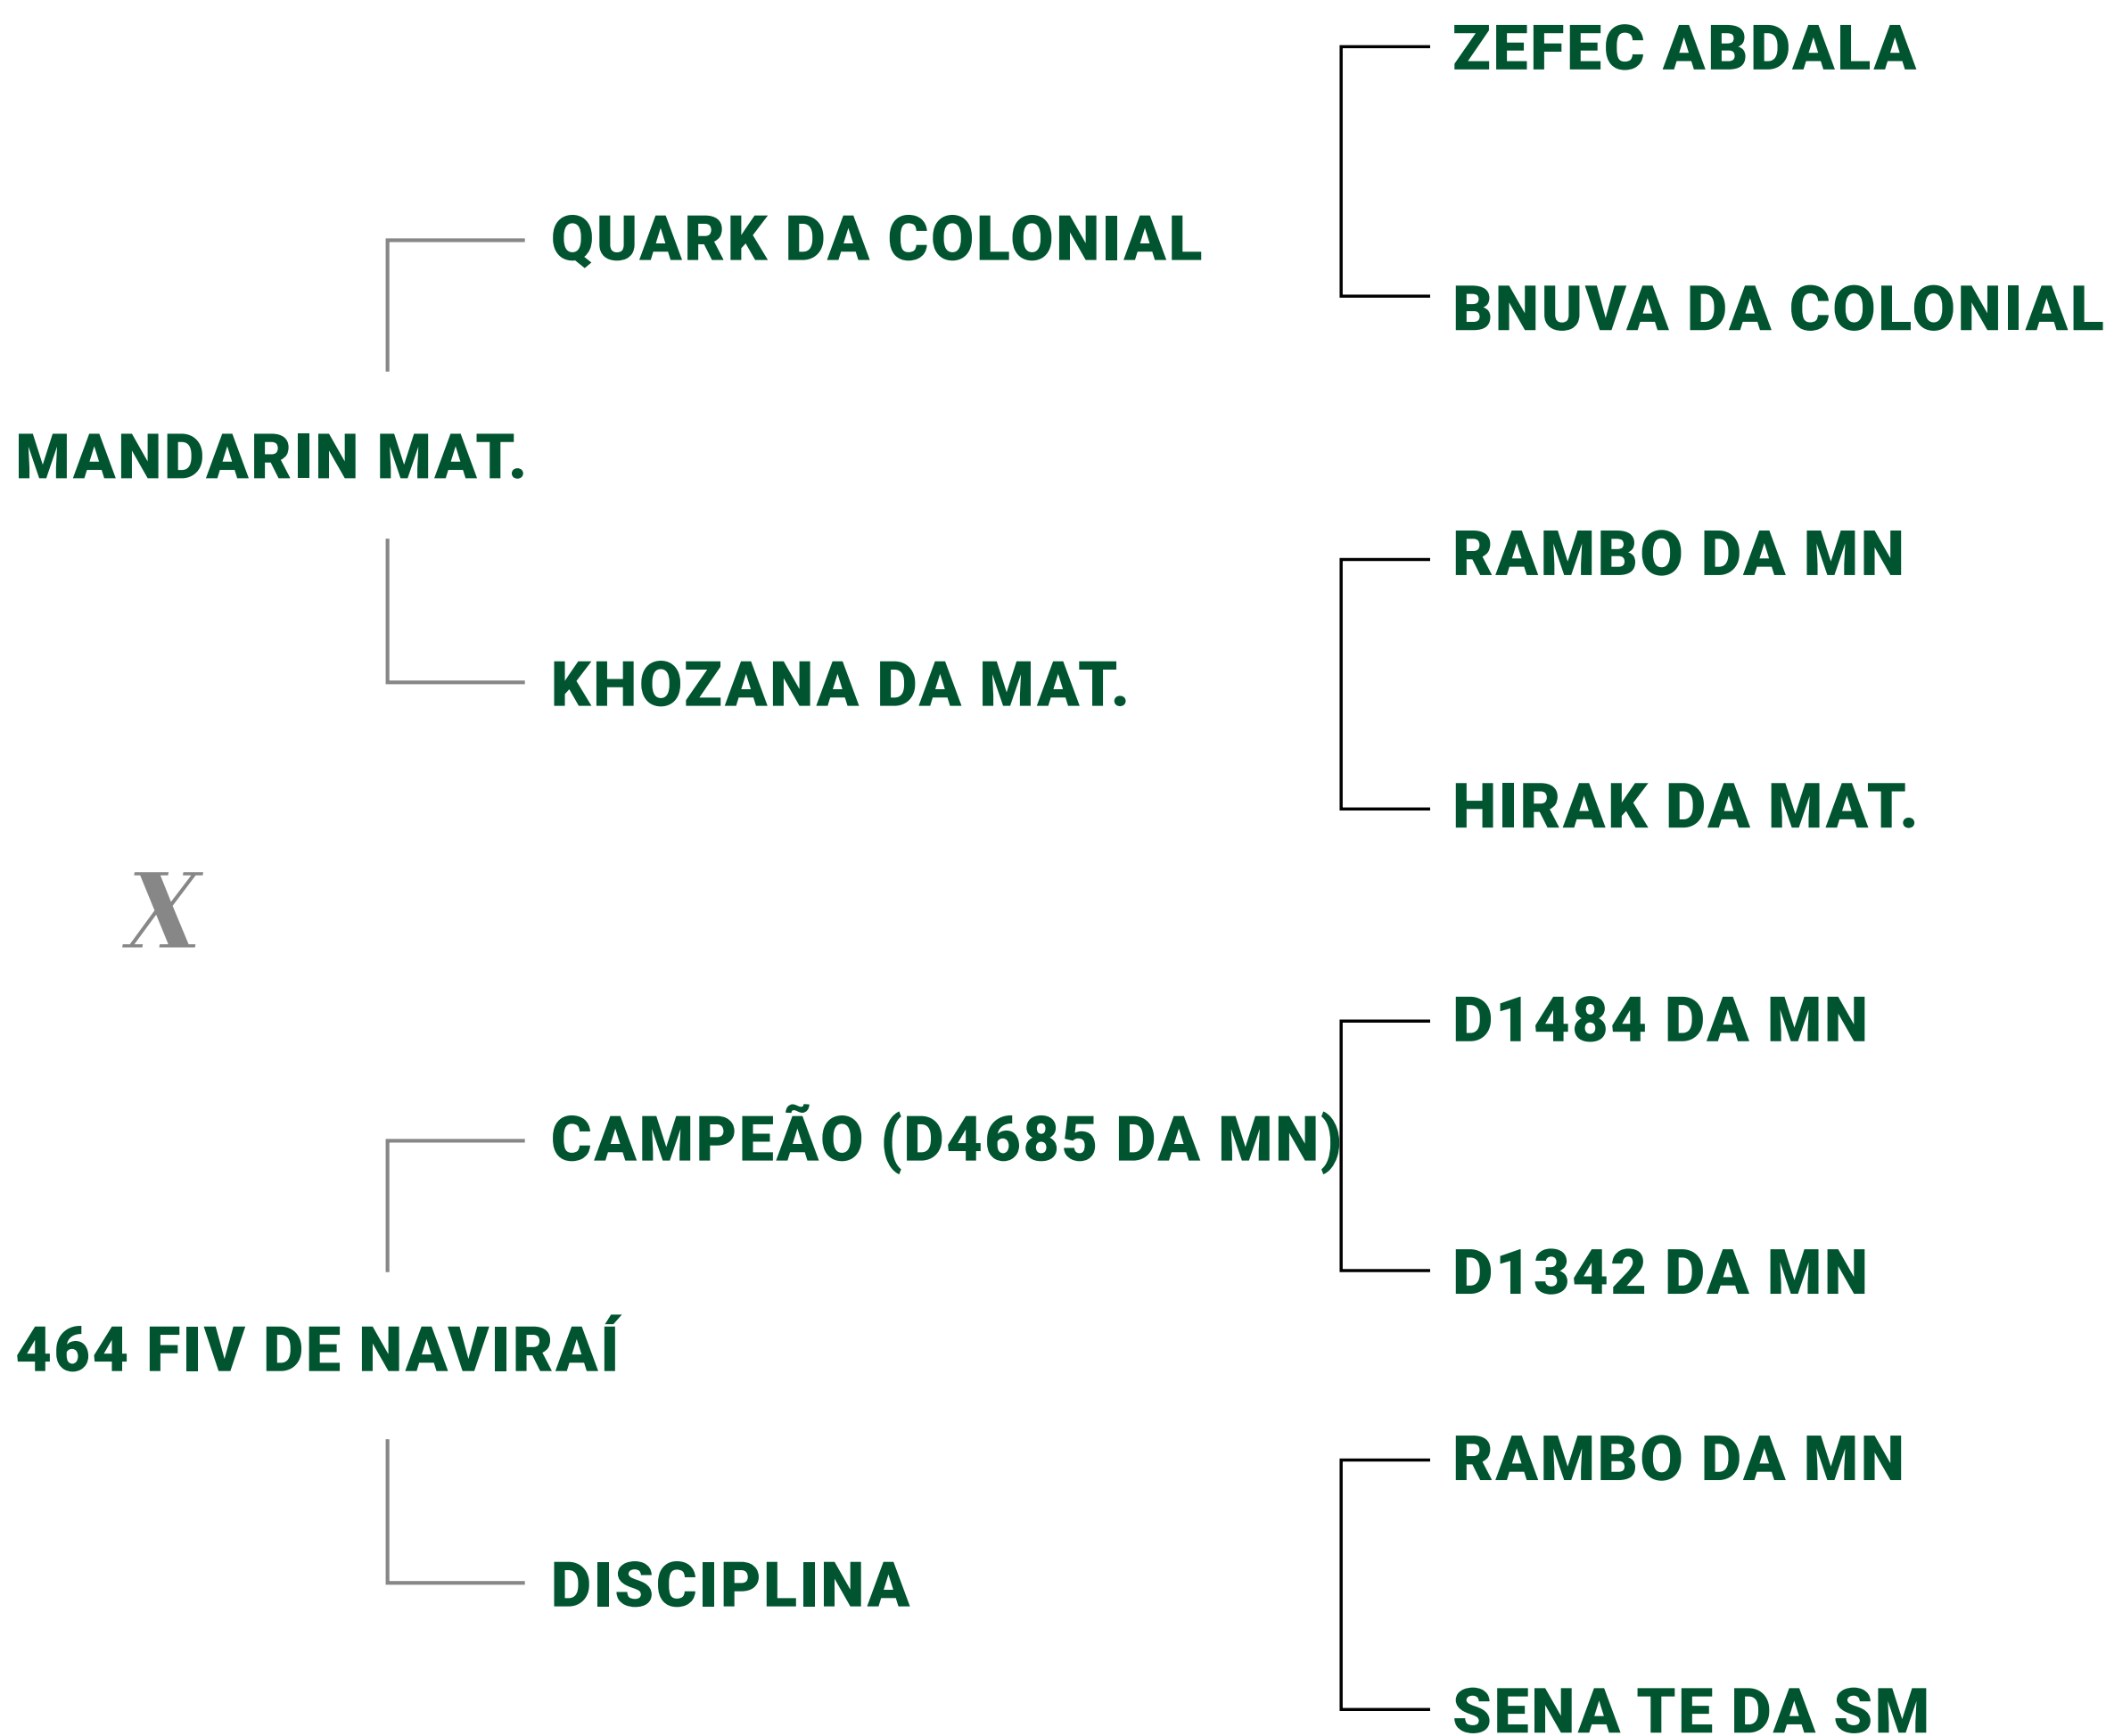 ZEFEC ABDALA
QUARK DA COLONIAL
BNUVA DA COLONIAL
MANDARIN MAT.
RAMBO DA MN
KHOZANA DA MAT.
HIRAK DA MAT.
X
D1484 DA MN
CAMPEÃO (D4685 DA MN)
D1342 DA MN
464 FIV DE NAVIRAÍ
RAMBO DA MN
DISCIPLINA
SENA TE DA SM